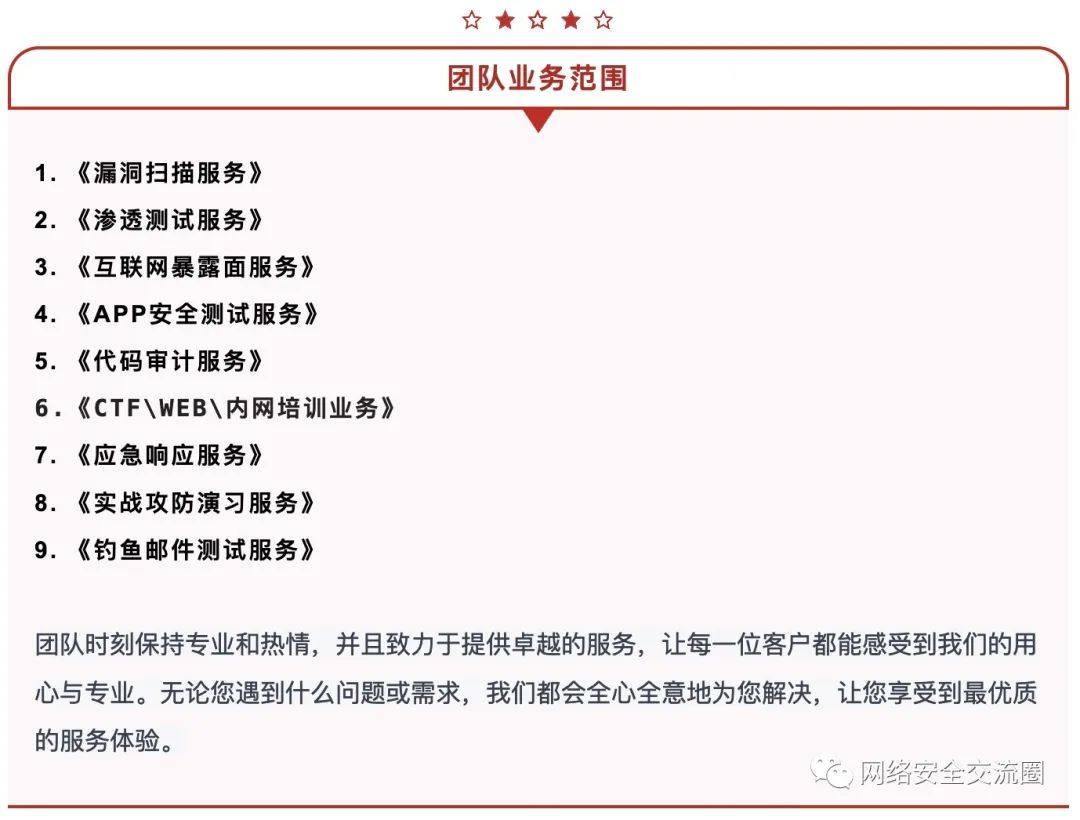 团队业务范围
1. 《漏洞扫描服务》
2. 《渗透测试服务》
3. 《互联网暴露面服务》
4. 《APP安全测试服务》
5. 《代码审计服务》
6.《CTF\WEB\内网培训业务》
7. 《应急响应服务》
8. 《实战攻防演习服务》
9. 《钓鱼邮件测试服务》
团队时刻保持专业和热情，并且致力于提供卓越的服务，让每一位客户都能感受到我们的用
心与专业。无论您遇到什么问题或需求，我们都会全心全意地为您解决，让您享受到最优质
的服务体验。
网络安全交流圈